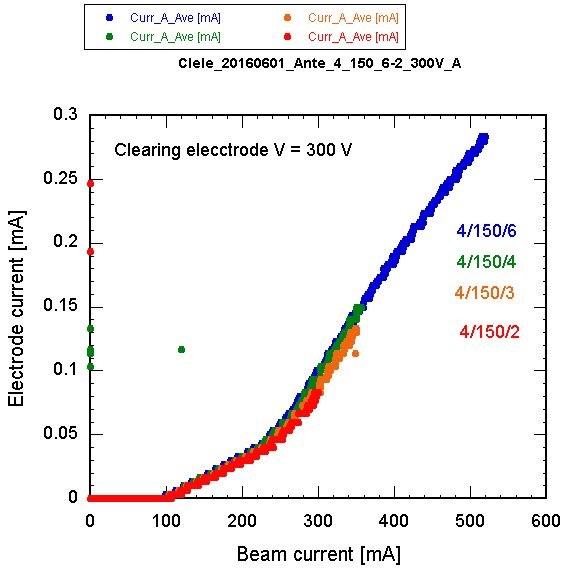 Curr_A_Ave [mA] Curr_A_Ave [mA]
Curr_A_Ave [mA] Curr_A_Ave [mA]
Clele_20160601_Ante_4_150_6-2_300V_A
0.3
Clearing elecctrode V = 300 V
0.25
4/150/6
0.2
4/150/4
4/150/3
0.15
4/150/2
0.1
0.05
0
0 100 200 300 400 500 600
Electrode current [mA]
Beam current [mA]